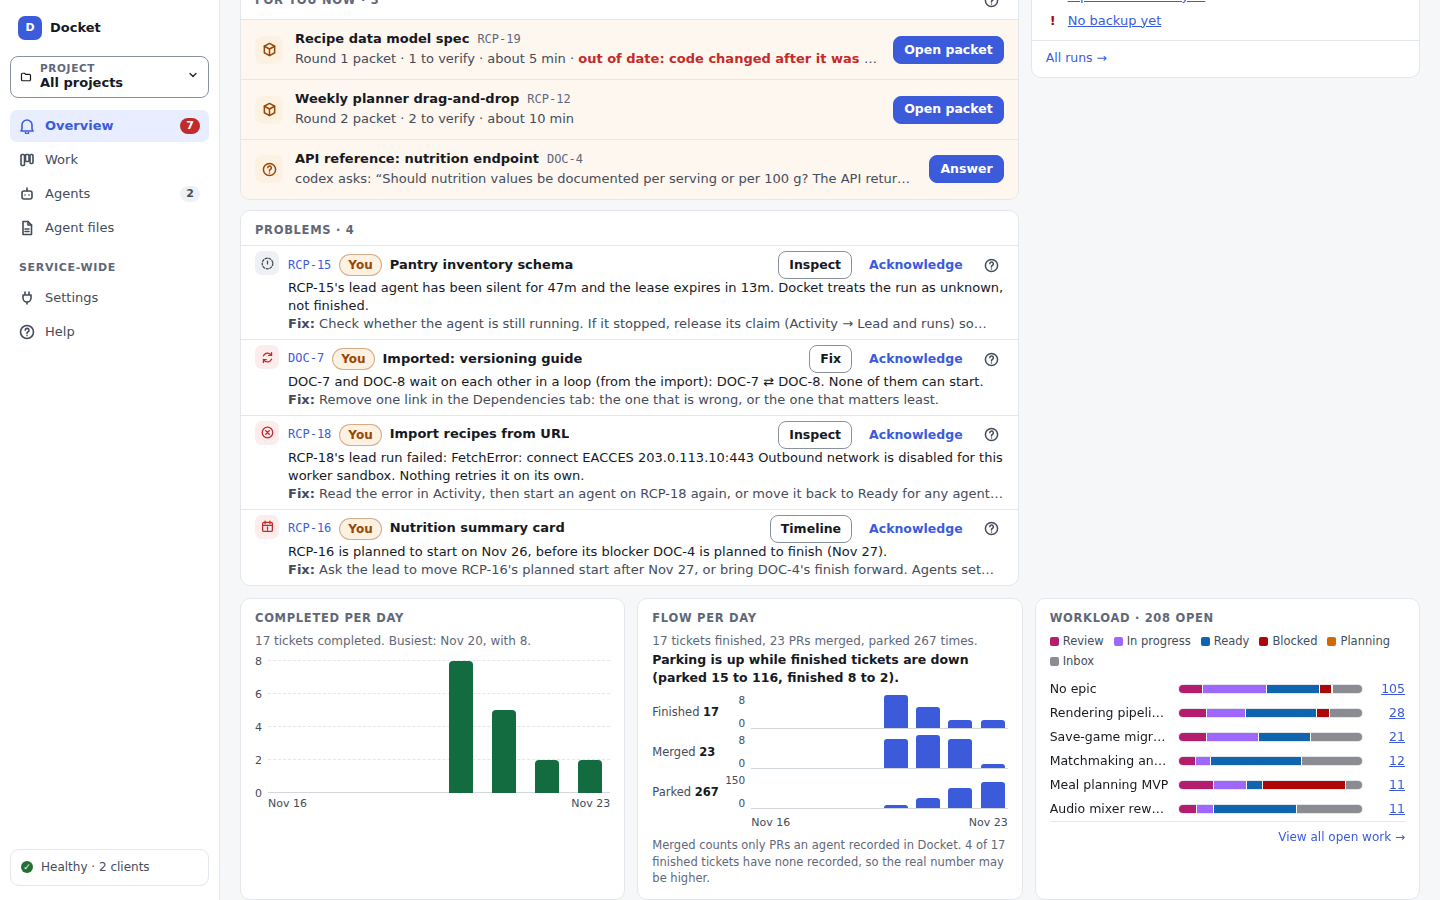 Docket
PROJECT
All projects
Overview 7
Work
Agents 2
Agent files
SERVICE-WIDE
Settings
Help
Healthy · 2 clients
Recipe data model spec RCP-19
Round 1 packet · 1 to verify · about 5 min · out of date: code changed after it was …
Open packet
Weekly planner drag-and-drop RCP-12
Round 2 packet · 2 to verify · about 10 min
Open packet
API reference: nutrition endpoint DOC-4
codex asks: “Should nutrition values be documented per serving or per 100 g? The API retur…
Answer
! No backup yet
All runs →
PROBLEMS · 4
RCP-15 You Pantry inventory schema Inspect Acknowledge
RCP-15's lead agent has been silent for 47m and the lease expires in 13m. Docket treats the run as unknown,
not finished.
Fix: Check whether the agent is still running. If it stopped, release its claim (Activity → Lead and runs) so…
DOC-7 You Imported: versioning guide Fix Acknowledge
DOC-7 and DOC-8 wait on each other in a loop (from the import): DOC-7 ⇄ DOC-8. None of them can start.
Fix: Remove one link in the Dependencies tab: the one that is wrong, or the one that matters least.
RCP-18 You Import recipes from URL Inspect Acknowledge
RCP-18's lead run failed: FetchError: connect EACCES 203.0.113.10:443 Outbound network is disabled for this
worker sandbox. Nothing retries it on its own.
Fix: Read the error in Activity, then start an agent on RCP-18 again, or move it back to Ready for any agent…
RCP-16 You Nutrition summary card Timeline Acknowledge
RCP-16 is planned to start on Nov 26, before its blocker DOC-4 is planned to finish (Nov 27).
Fix: Ask the lead to move RCP-16's planned start after Nov 27, or bring DOC-4's finish forward. Agents set…
COMPLETED PER DAY
17 tickets completed. Busiest: Nov 20, with 8.
8
6
4
2
0
Nov 16 Nov 23
FLOW PER DAY
17 tickets finished, 23 PRs merged, parked 267 times.
Parking is up while finished tickets are down
(parked 15 to 116, finished 8 to 2).
Finished 17 8 0
Merged 23 8 0
Parked 267 150 0
Nov 16 Nov 23
Merged counts only PRs an agent recorded in Docket. 4 of 17
finished tickets have none recorded, so the real number may
be higher.
WORKLOAD · 208 OPEN
Review In progress Ready Blocked Planning
Inbox
No epic 105
Rendering pipeli… 28
Save-game migr… 21
Matchmaking an… 12
Meal planning MVP 11
Audio mixer rew… 11
View all open work →